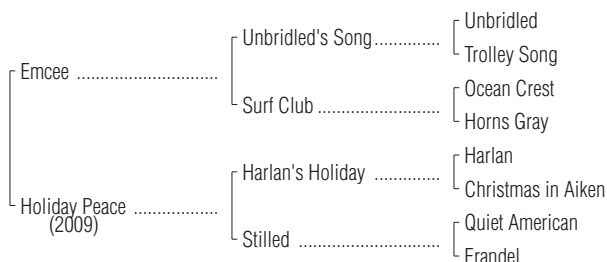 Unbridled
Unbridled's Song..............
Trolley Song
Emcee ..............................
Ocean Crest
Surf Club ..........................
Horns Gray
Harlan
Harlan's Holiday ..............
Christmas in Aiken
Holiday Peace ..................
(2009)
Quiet American
Stilled ..............................
Frandel